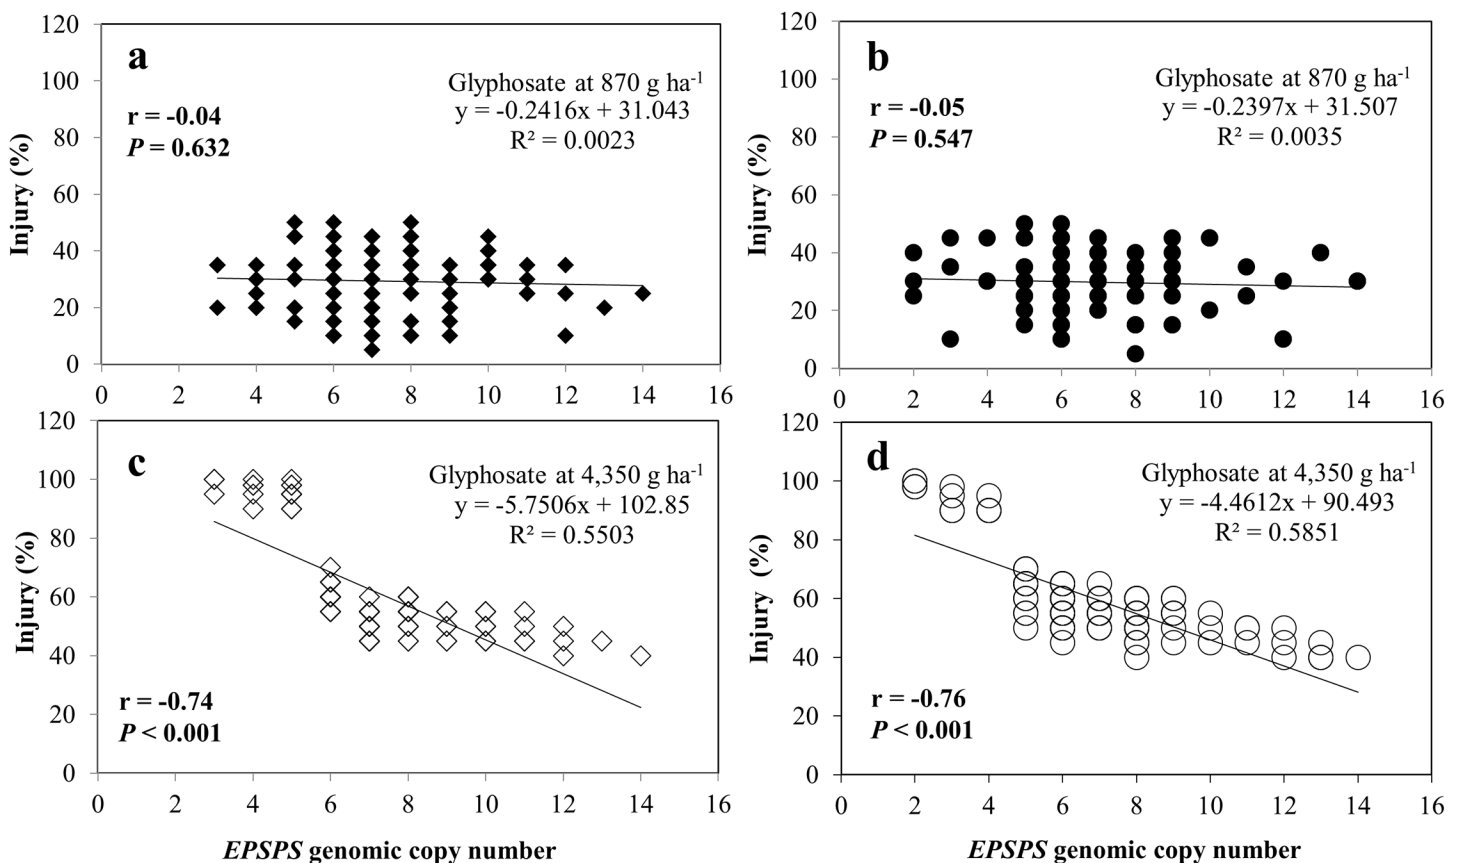 a
Glyphosate at 870 g ha-1
y = -0.2416x + 31.043
R² = 0.0023
r = -0.04
P = 0.632
Injury (%)
120
100
80
60
40
20
0
0 2 4 6 8 10 12 14 16
b
Glyphosate at 870 g ha-1
y = -0.2397x + 31.507
R² = 0.0035
r = -0.05
P = 0.547
Injury (%)
120
100
80
60
40
20
0
0 2 4 6 8 10 12 14 16
c
Glyphosate at 4,350 g ha-1
y = -5.7506x + 102.85
R² = 0.5503
r = -0.74
P < 0.001
Injury (%)
120
100
80
60
40
20
0
0 2 4 6 8 10 12 14 16
EPSPS genomic copy number
d
Glyphosate at 4,350 g ha-1
y = -4.4612x + 90.493
R² = 0.5851
r = -0.76
P < 0.001
Injury (%)
120
100
80
60
40
20
0
0 2 4 6 8 10 12 14 16
EPSPS genomic copy number